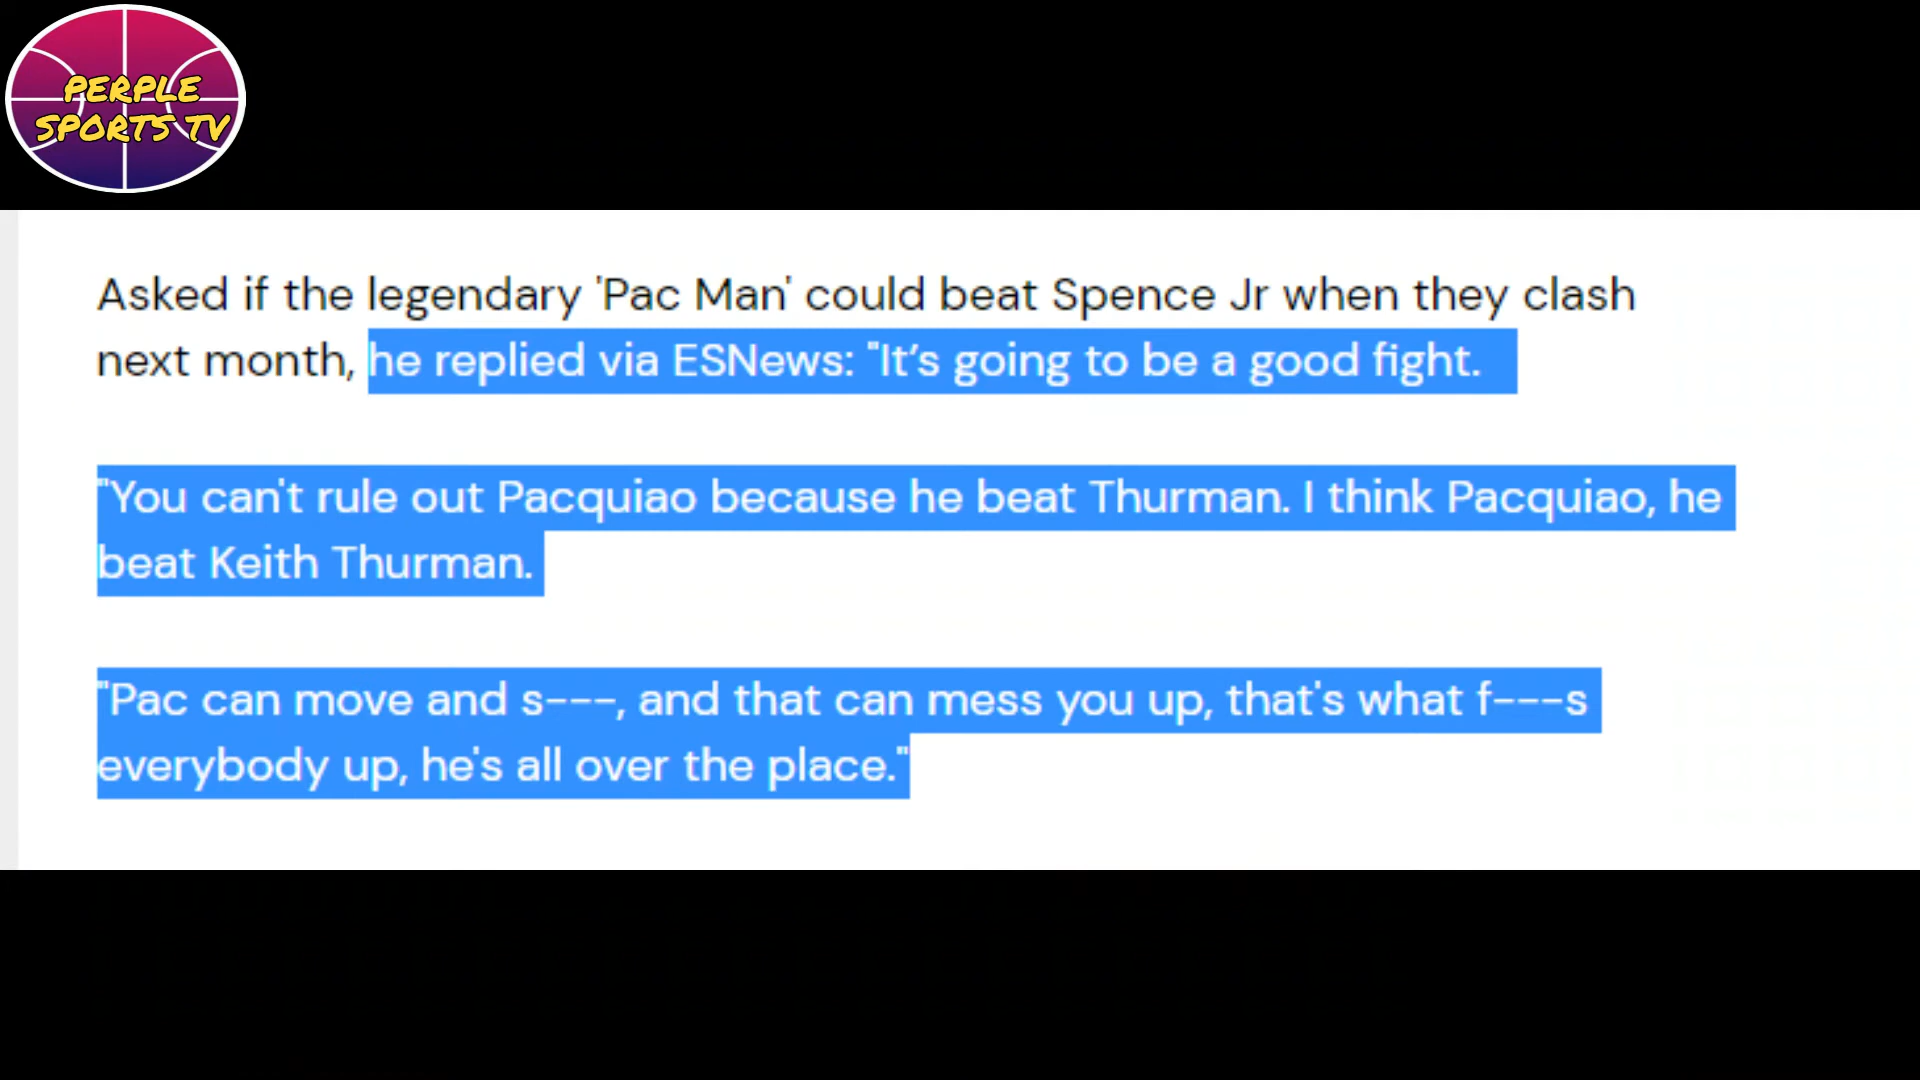 PERPLE
SPORTS TV
Asked if the legendary 'Pac Man' could beat Spence Jr when they clash
next month, he replied via ESNews: "It’s going to be a good fight.
"You can't rule out Pacquiao because he beat Thurman. I think Pacquiao, he
beat Keith Thurman.
"Pac can move and s---, and that can mess you up, that's what f---s
everybody up, he's all over the place."